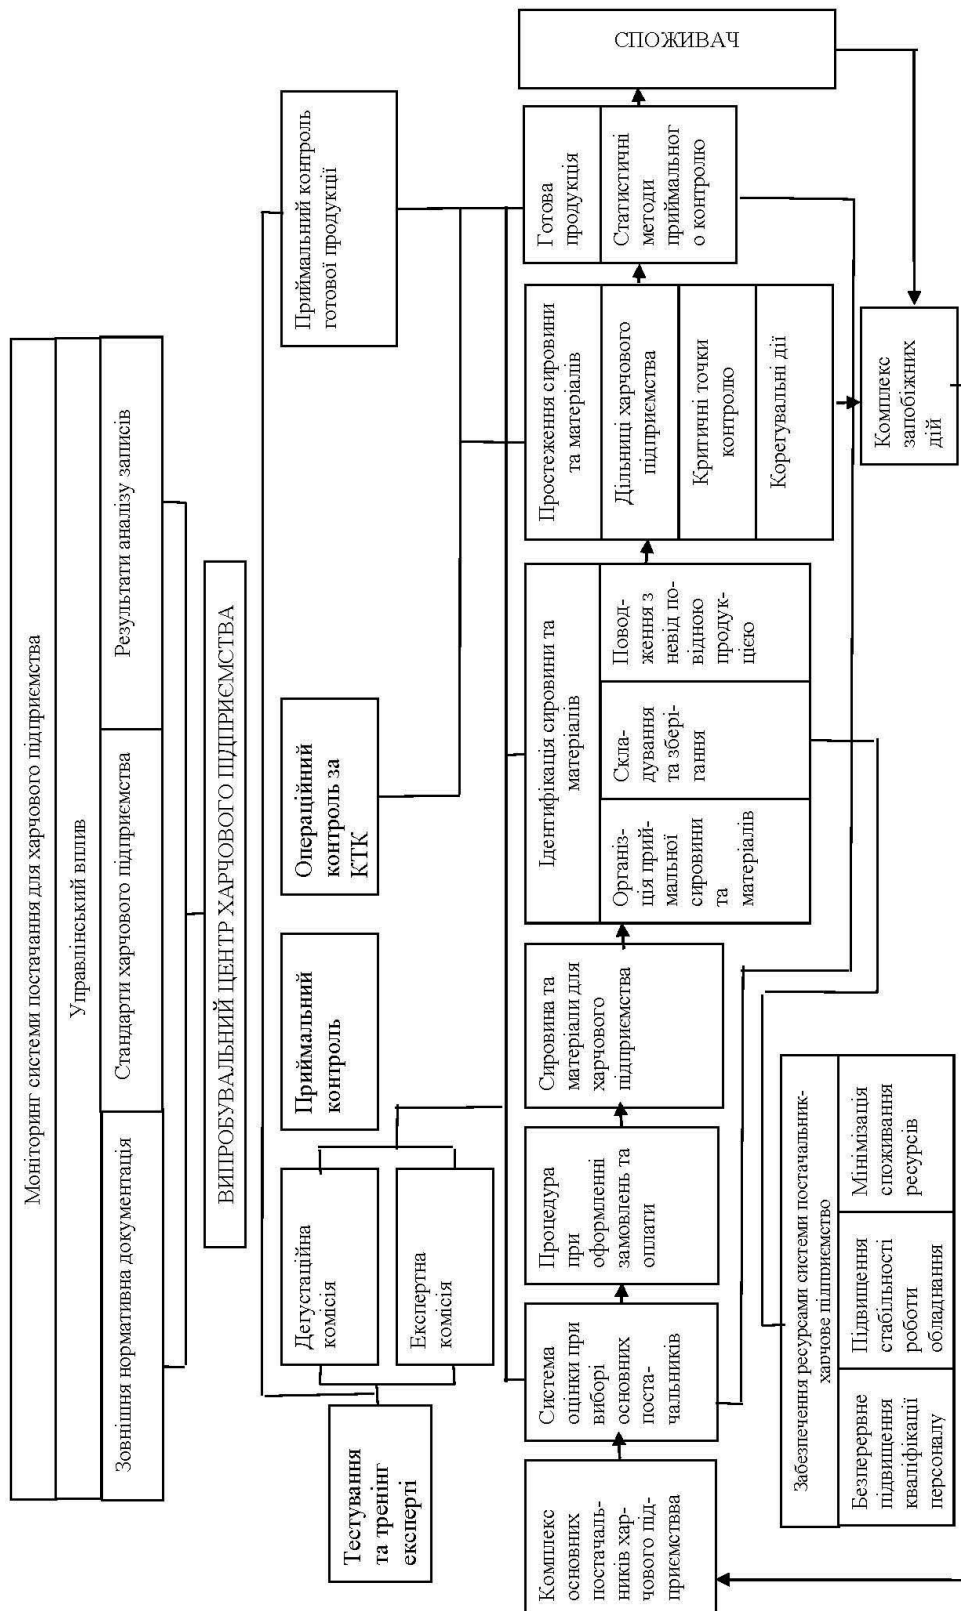 Моніторинг системи постачання для харчового підприємства
Управлінський вплив
Зовнішня нормативна документація
Стандарти харчового підприємства
Результати аналізу записів
ВИПРОБУВАЛЬНИЙ ЦЕНТР ХАРЧОВОГО ПІДПРИЄМСТВА
Тестування
та тренінг
експерті
Дегустаційна
комісія
Експертна
комісія
Приймальний
контроль
Операційний
контроль за
КТК
Приймальний контроль
готової продукції
Комплекс
основних
постачаль-
ників хар-
чового під-
приємствва
Система
оцінки при
виборі
основних
поста-
чальників
Процедура
при
оформленні
замовлень та
оплати
Сировина та
матеріали для
харчового
підприємства
Ідентифікація сировини та
матеріалів
Організ-
ція прий-
мальної
сировини
та
матеріалів
Скла-
дування
та збері-
гання
Повод-
ження з
невід по-
відною
продук-
цією
Простеження сировини
та матеріалів
Дільниці харчового
підприємства
Критичні точки
контролю
Корегувальні дії
Готова
продукція
Статистичні
методи
приймальног
о контролю
СПОЖИВАЧ
Забезпечення ресурсами системи постачальник-
харчове підприємство
Безперервне
підвищення
кваліфікації
персоналу
Підвищення
стабільності
роботи
обладнання
Мінімізація
споживання
ресурсів
Комплекс
запобіжних
дій